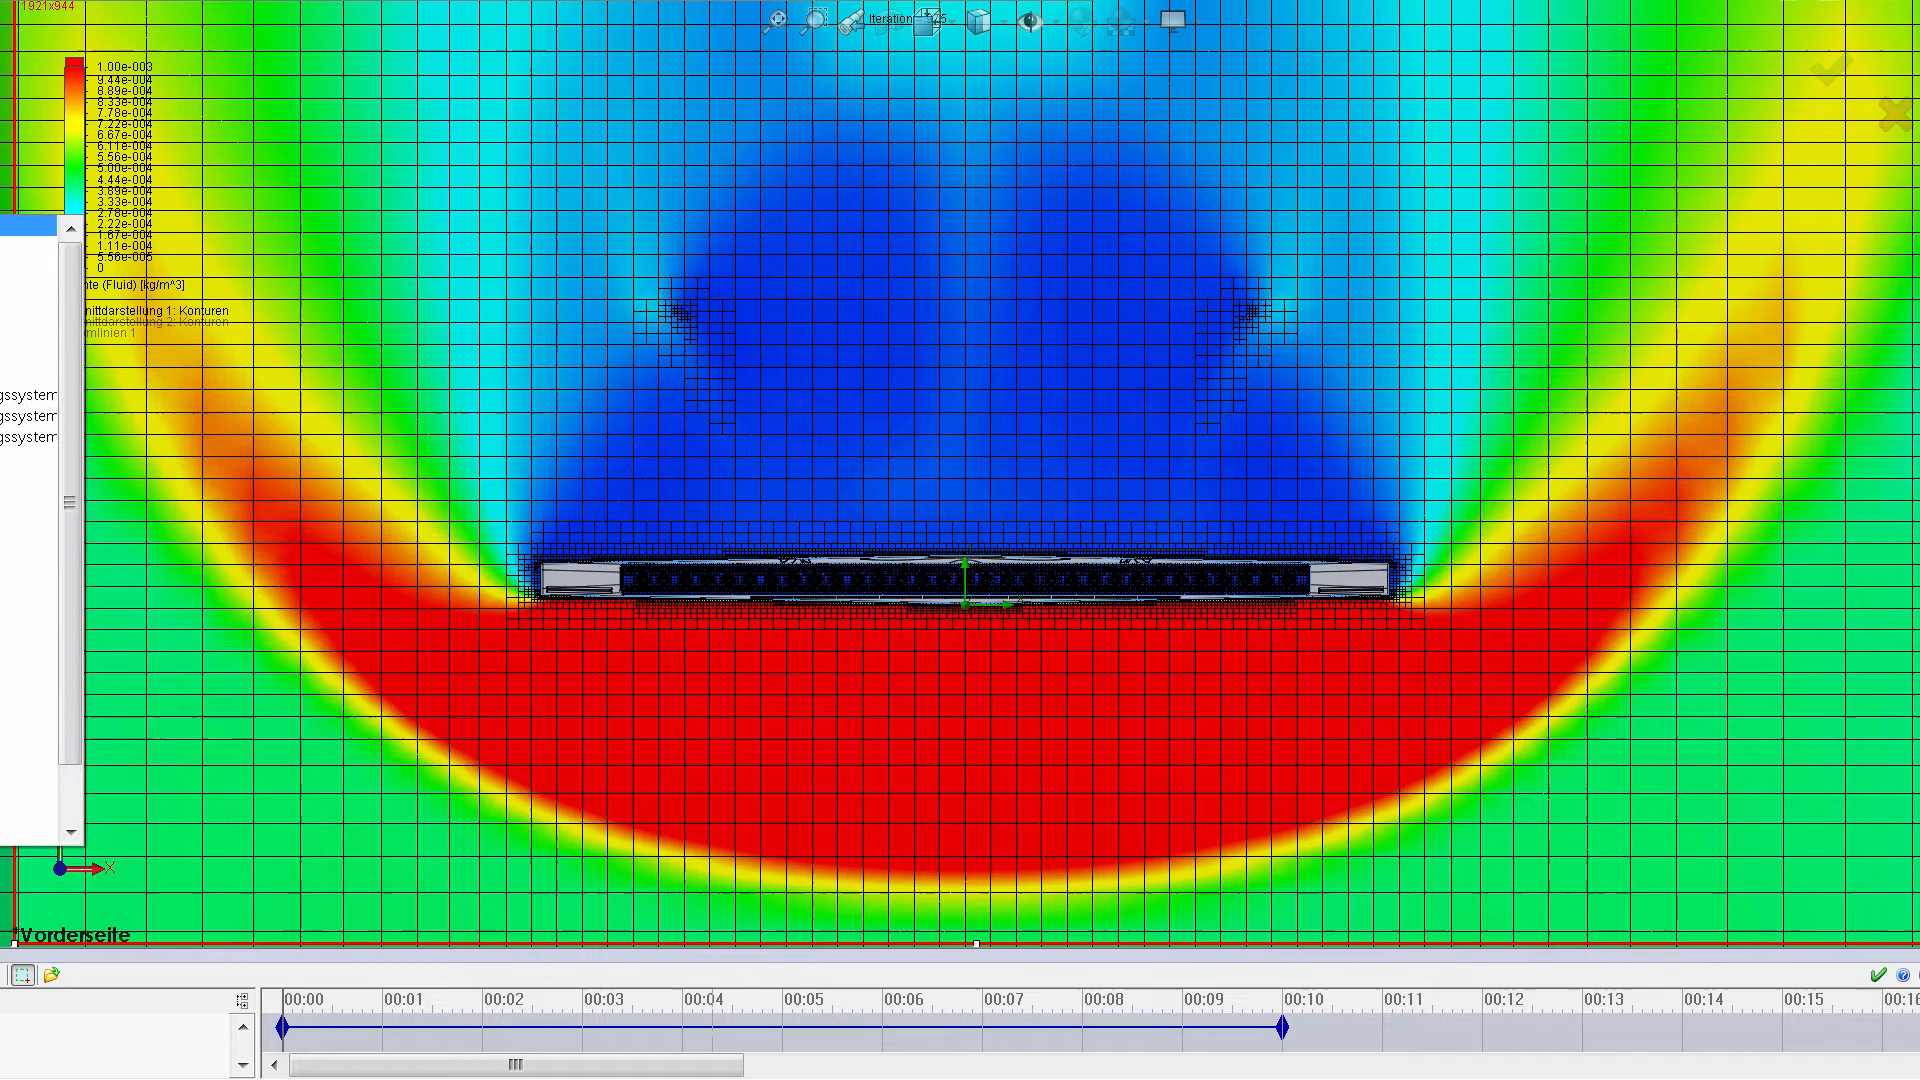 1921x944
Iteration = 945
1.00e-003
9.44e-004
8.89e-004
8.33e-004
7.78e-004
7.22e-004
6.67e-004
6.11e-004
5.56e-004
5.00e-004
4.44e-004
3.89e-004
3.33e-004
2.78e-004
2.22e-004
1.67e-004
1.11e-004
5.56e-005
0
nte (Fluid) [kg/m^3]
nittdarstellung 1: Konturen
nittdarstellung 2: Konturen
mlinien 1
gssystem
gssystem
gssystem
X
*Vorderseite
00:00 00:01 00:02 00:03 00:04 00:05 00:06 00:07 00:08 00:09 00:10 00:11 00:12 00:13 00:14 00:15 00:16